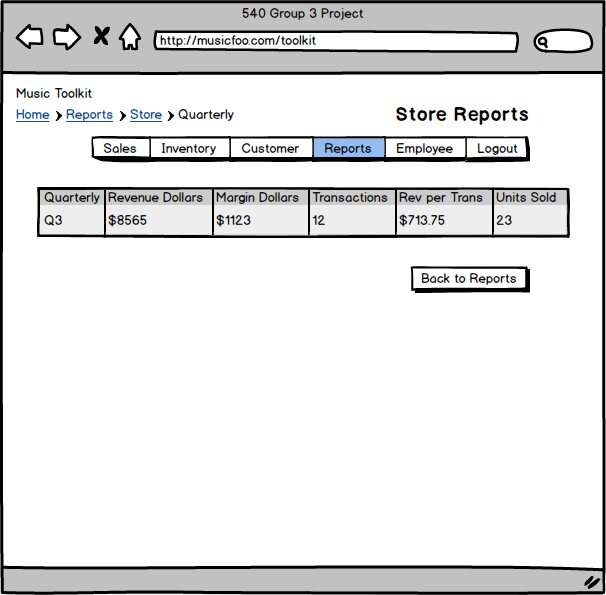 540 Group 3 Project
http://musicfoo.com/toolkit
Music Toolkit
Home Reports Store Quarterly
Store Reports
Sales Inventory Customer Reports Employee Logout
Quarterly Revenue Dollars Margin Dollars Transactions Rev per Trans Units Sold
Q3 $8565 $1123 12 $713.75 23
Back to Reports